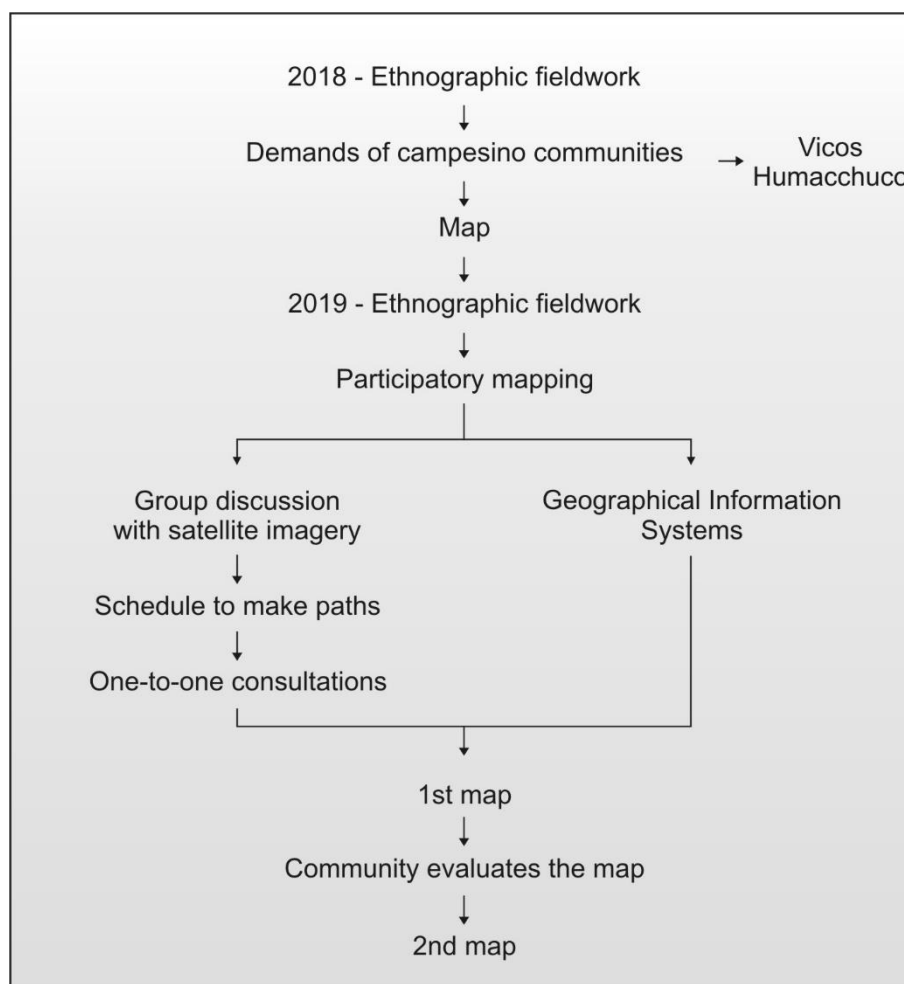 2018 - Ethnographic fieldwork
Demands of campesino communities
Vicos
Humacchuco
Map
2019 - Ethnographic fieldwork
Participatory mapping
Group discussion
with satellite imagery
Geographical Information
Systems
Schedule to make paths
One-to-one consultations
1st map
Community evaluates the map
2nd map